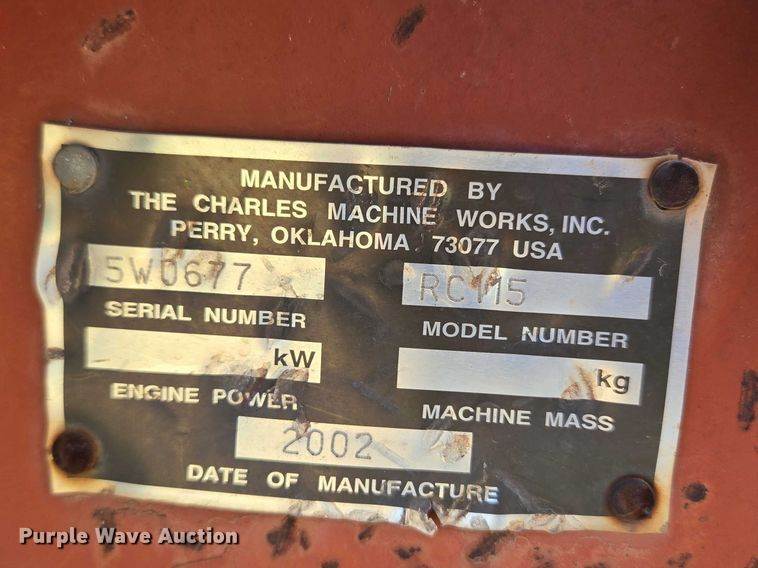 MANUFACTURED BY
THE CHARLES MACHINE WORKS, INC.
PERRY, OKLAHOMA 73077 USA
5W0677 RC115
SERIAL NUMBER MODEL NUMBER
kW kg
ENGINE POWER MACHINE MASS
2002
DATE OF MANUFACTURE
Purple Wave Auction